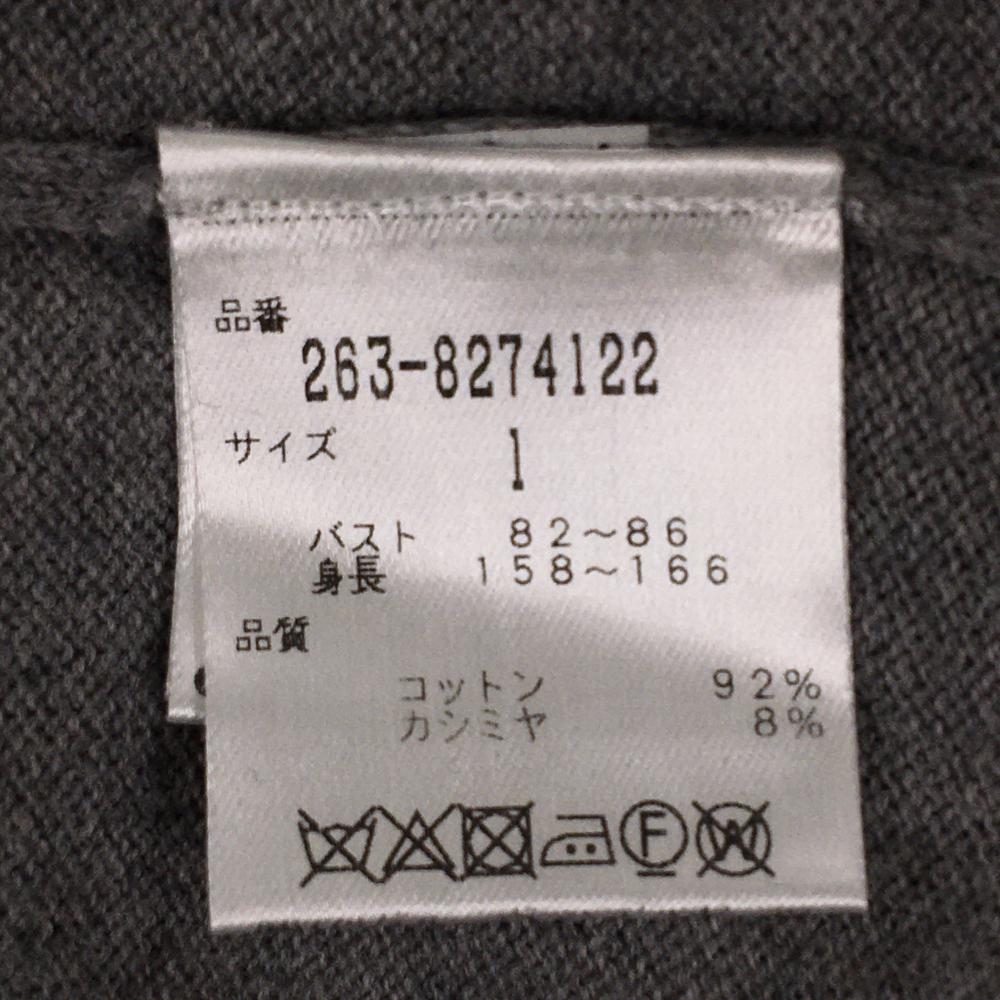 品番
263-8274122
サイズ 1
バスト 82~86
身長 158~166
品質
コットン 92%
カシミヤ 8%
F W